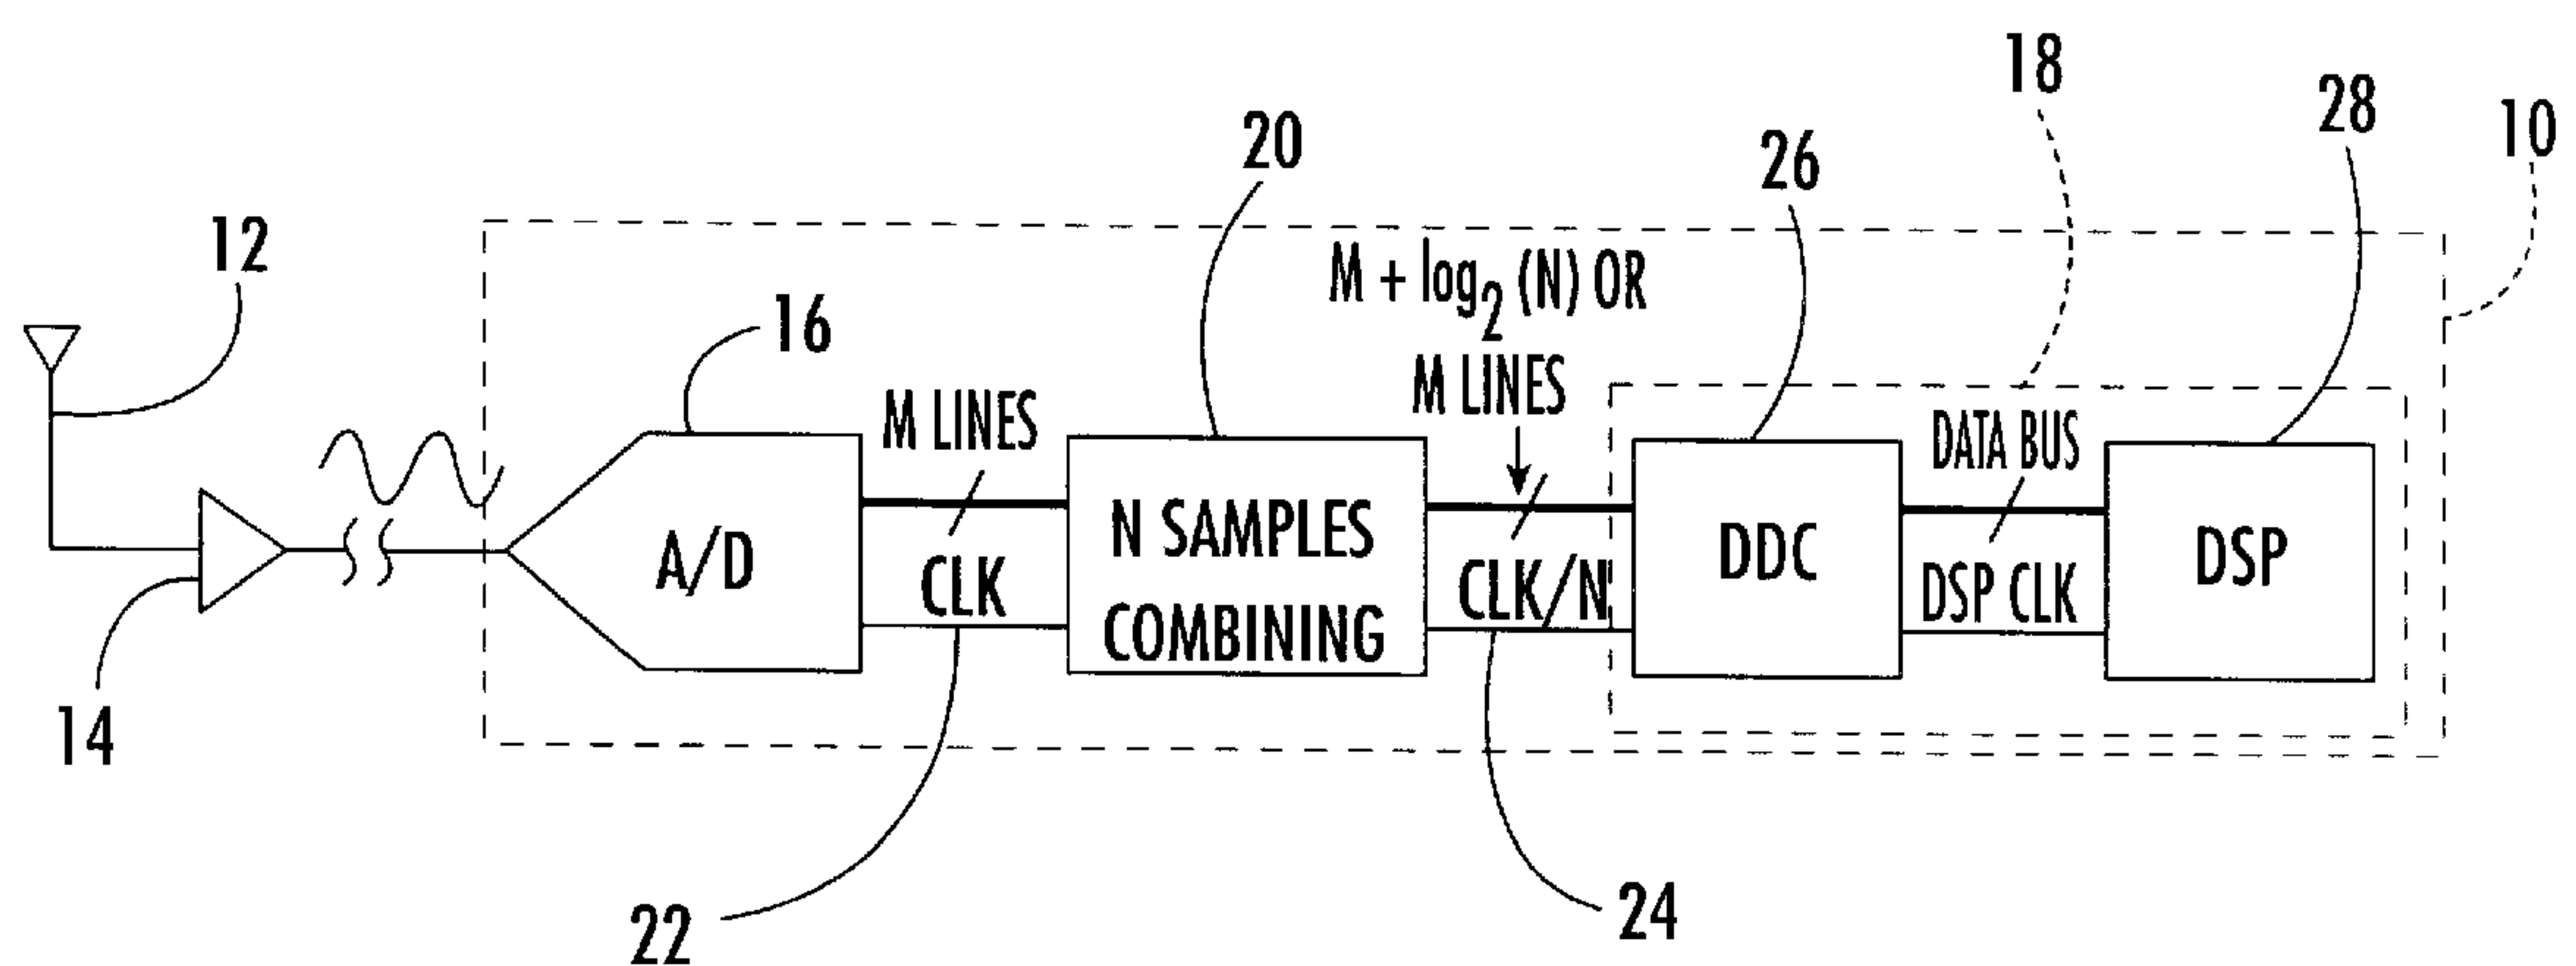 18
28
10
20
26
12
M + log2 (N) OR
16
M LINES
M LINES
DATA BUS
A/D
N SAMPLES
COMBINING
DDC
DSP
CLK
CLK/N
DSP CLK
14
22
24